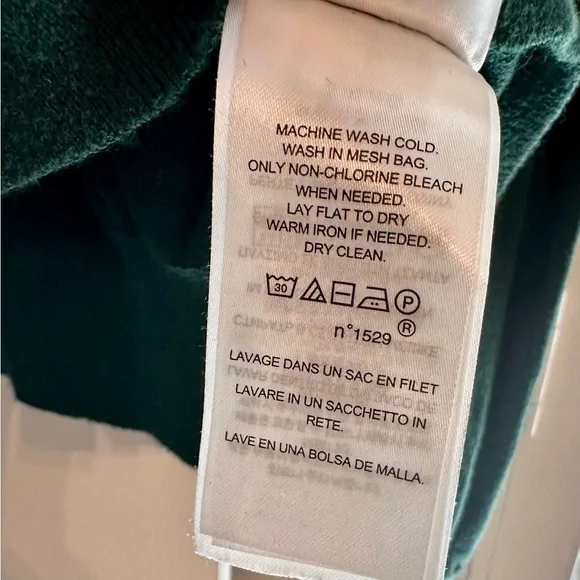 MACHINE WASH COLD.
WASH IN MESH BAG.
ONLY NON-CHLORINE BLEACH
WHEN NEEDED.
LAY FLAT TO DRY
WARM IRON IF NEEDED.
DRY CLEAN.
30 P
n°1529 ®
LAVAGE DANS UN SAC EN FILET
LAVARE IN UN SACCHETTO IN
RETE.
LAVE EN UNA BOLSA DE MALLA.